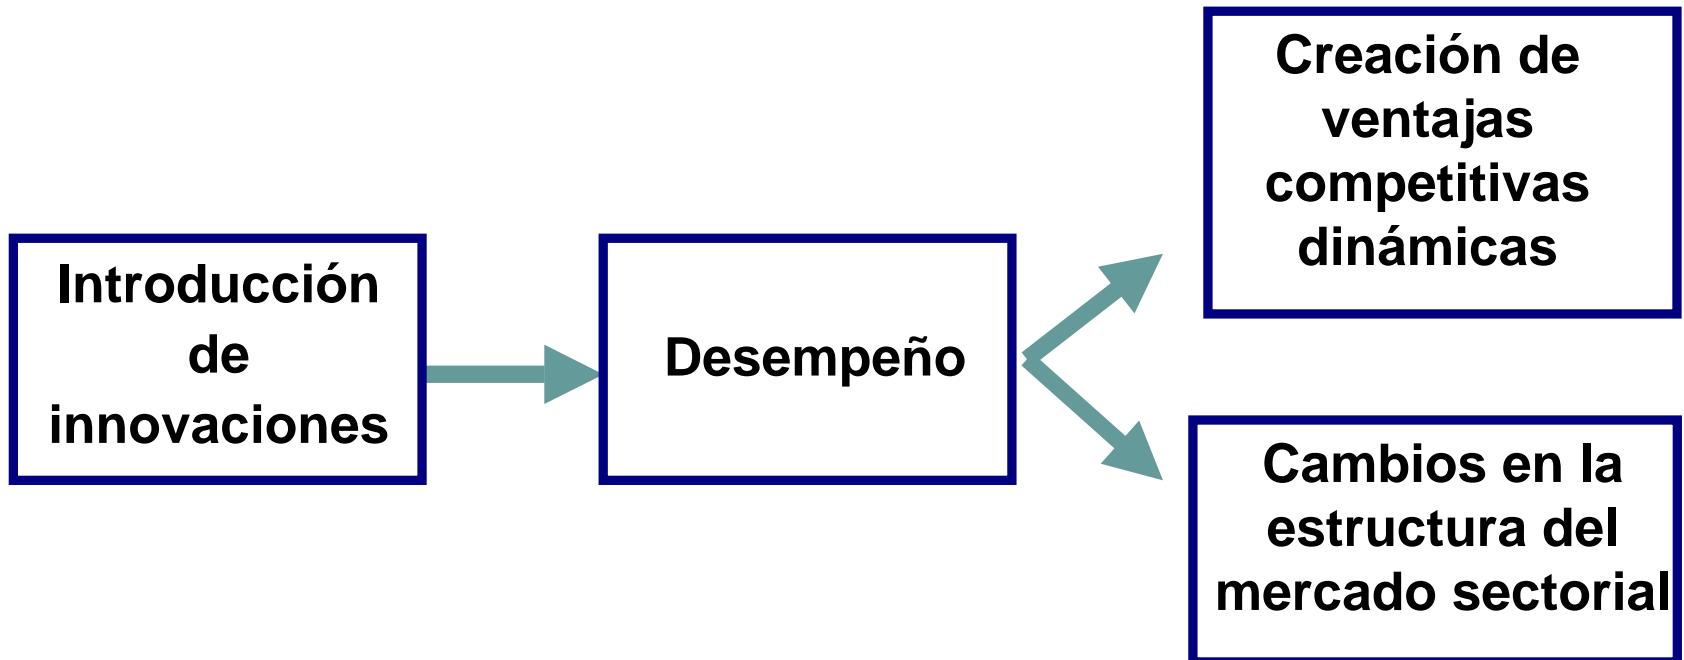 Introducción
de
innovaciones
Desempeño
Creación de
ventajas
competitivas
dinámicas
Cambios en la
estructura del
mercado sectorial